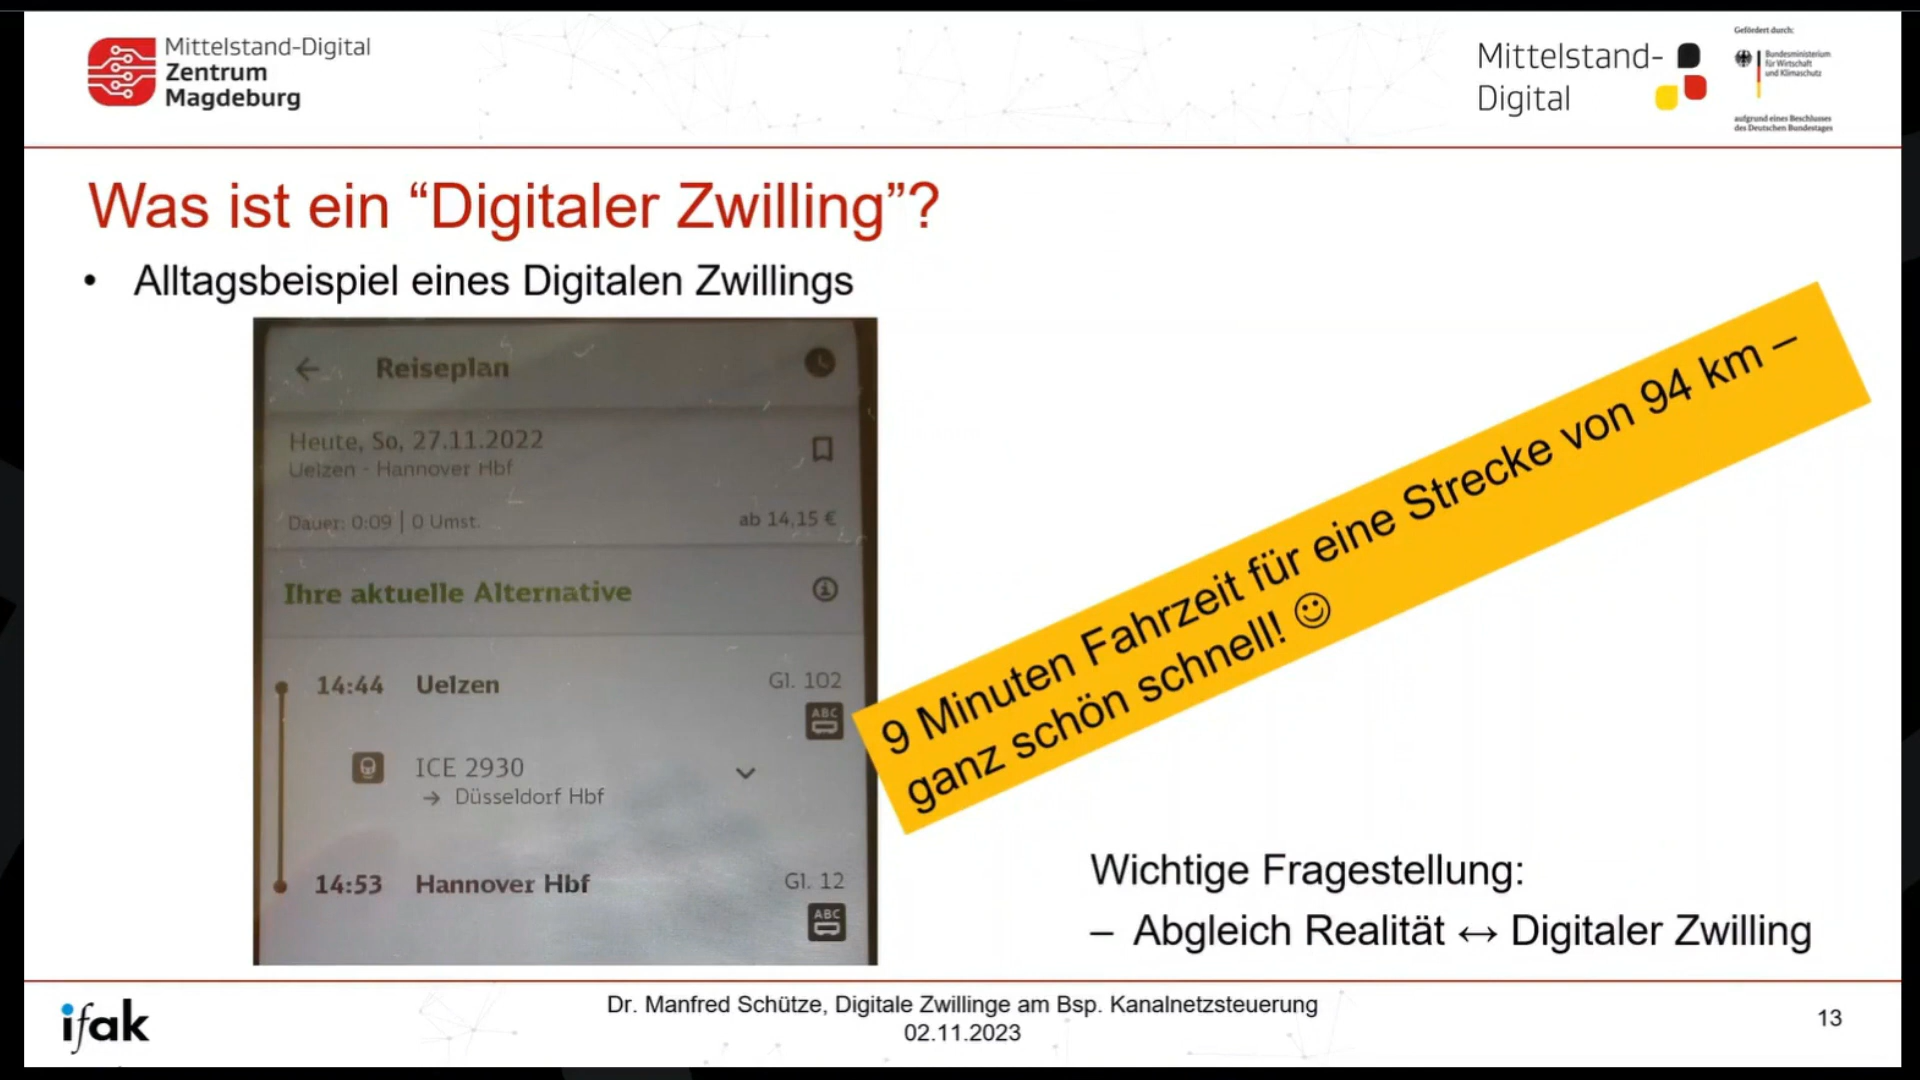 Mittelstand-Digital
Zentrum
Magdeburg
Mittelstand-
Digital
Gefördert durch:
Bundesministerium
für Wirtschaft
und Klimaschutz
aufgrund eines Beschlusses
des Deutschen Bundestages
Was ist ein “Digitaler Zwilling”?
• Alltagsbeispiel eines Digitalen Zwillings
Reiseplan
Heute, So, 27.11.2022
Uelzen - Hannover Hbf
Dauer: 0:09 | 0 Umst. ab 14,15 €
Ihre aktuelle Alternative
14:44 Uelzen Gl. 102
ABC
ICE 2930
→ Düsseldorf Hbf
14:53 Hannover Hbf Gl. 12
ABC
9 Minuten Fahrzeit für eine Strecke von 94 km –
ganz schön schnell! ☺
Wichtige Fragestellung:
– Abgleich Realität ↔ Digitaler Zwilling
ifak
Dr. Manfred Schütze, Digitale Zwillinge am Bsp. Kanalnetzsteuerung
02.11.2023
13